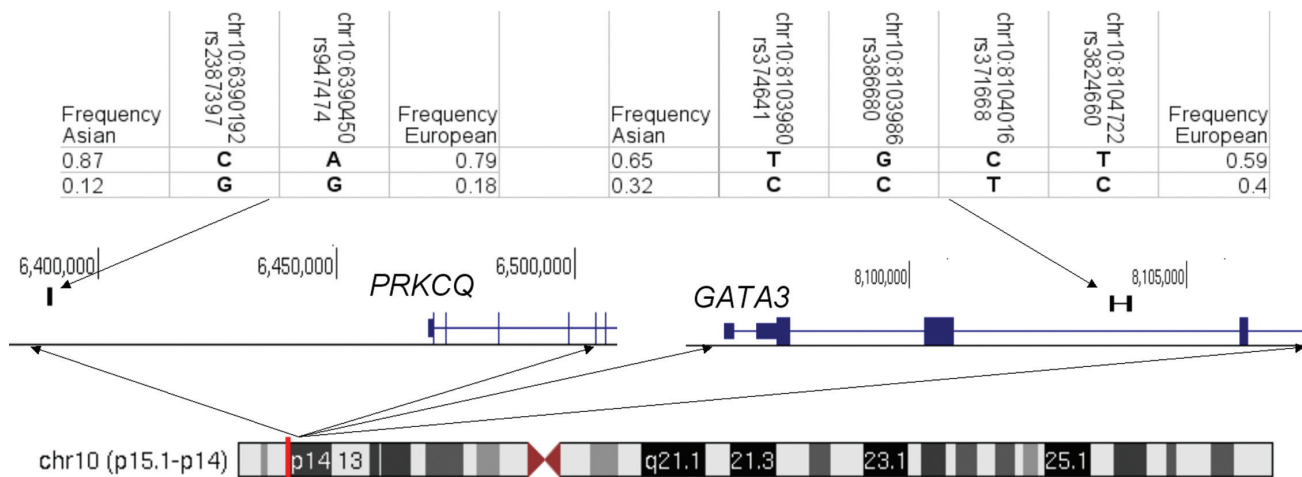 Frequency Asian chr10:6390192 rs2387397 chr10:6390450 rs947474 Frequency European
0.87 C A 0.79
0.12 G G 0.18
Frequency Asian chr10:8103980 rs374641 chr10:8103986 rs386680 chr10:8104016 rs371668 chr10:8104722 rs3824660 Frequency European
0.65 T G C T 0.59
0.32 C C T C 0.4
6,400,000 6,450,000 6,500,000
PRKCQ
8,100,000 8,105,000
GATA3
chr10 (p15.1-p14) p14 13 q21.1 21.3 23.1 25.1